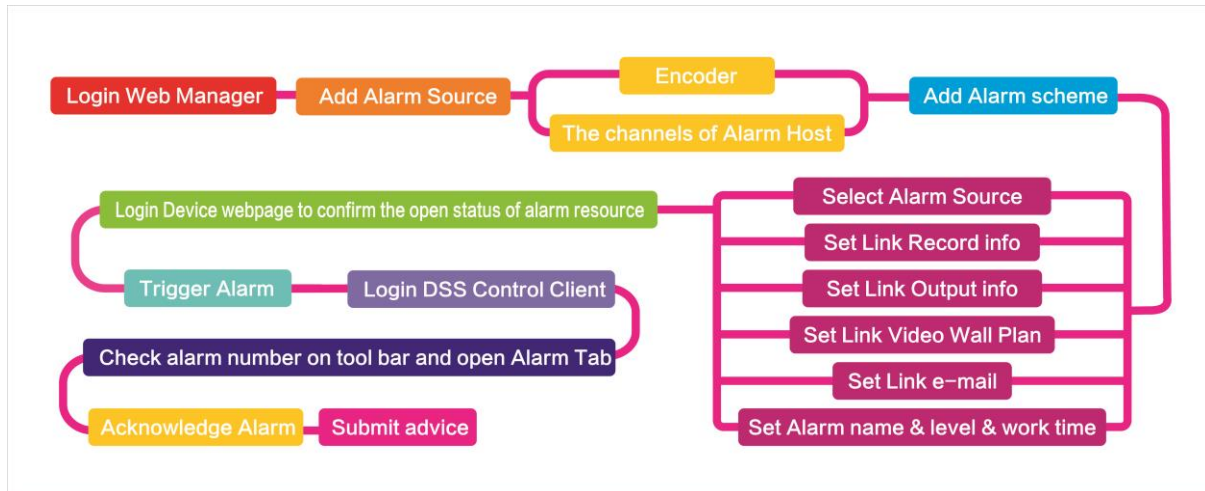 Login Web Manager
Add Alarm Source
Encoder
The channels of Alarm Host
Add Alarm scheme
Select Alarm Source
Set Link Record info
Set Link Output info
Set Link Video Wall Plan
Set Link e-mail
Set Alarm name & level & work time
Login Device webpage to confirm the open status of alarm resource
Trigger Alarm
Login DSS Control Client
Check alarm number on tool bar and open Alarm Tab
Acknowledge Alarm
Submit advice